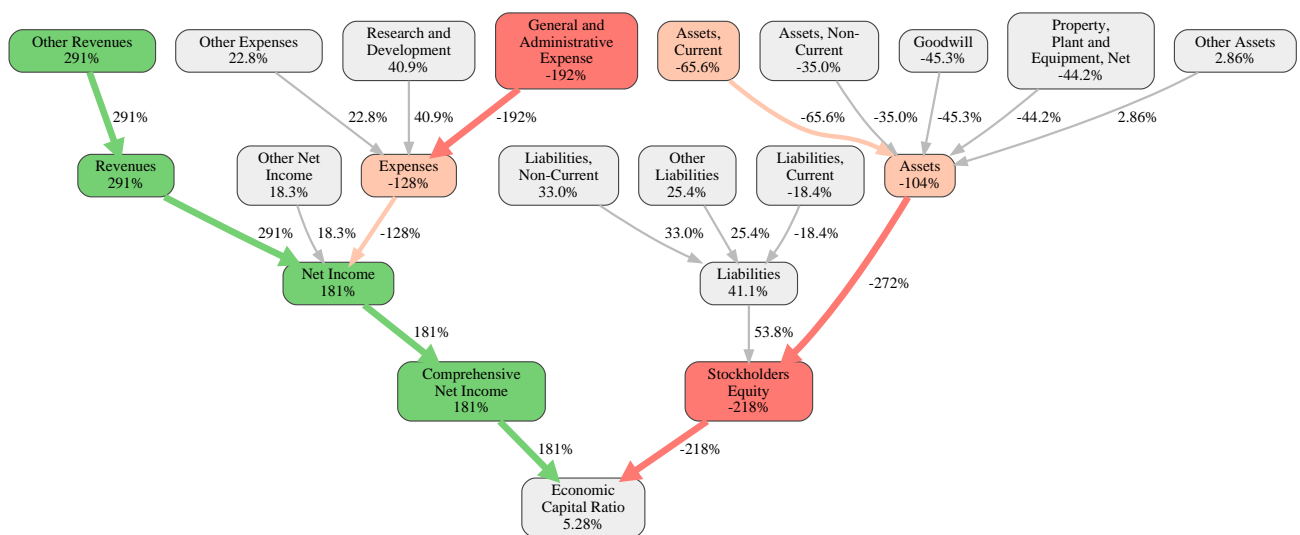 Other Revenues
291%
Other Expenses
22.8%
Research and
Development
40.9%
General and
Administrative
Expense
-192%
Assets,
Current
-65.6%
Assets, Non-
Current
-35.0%
Goodwill
-45.3%
Property,
Plant and
Equipment, Net
-44.2%
Other Assets
2.86%
291%
22.8%
40.9%
-192%
-65.6%
-35.0%
-45.3%
-44.2%
2.86%
Revenues
291%
Other Net
Income
18.3%
Expenses
-128%
Liabilities,
Non-Current
33.0%
Other
Liabilities
25.4%
Liabilities,
Current
-18.4%
Assets
-104%
291%
18.3%
-128%
33.0%
25.4%
-18.4%
-272%
Net Income
181%
Liabilities
41.1%
181%
53.8%
Comprehensive
Net Income
181%
Stockholders
Equity
-218%
181%
-218%
Economic
Capital Ratio
5.28%